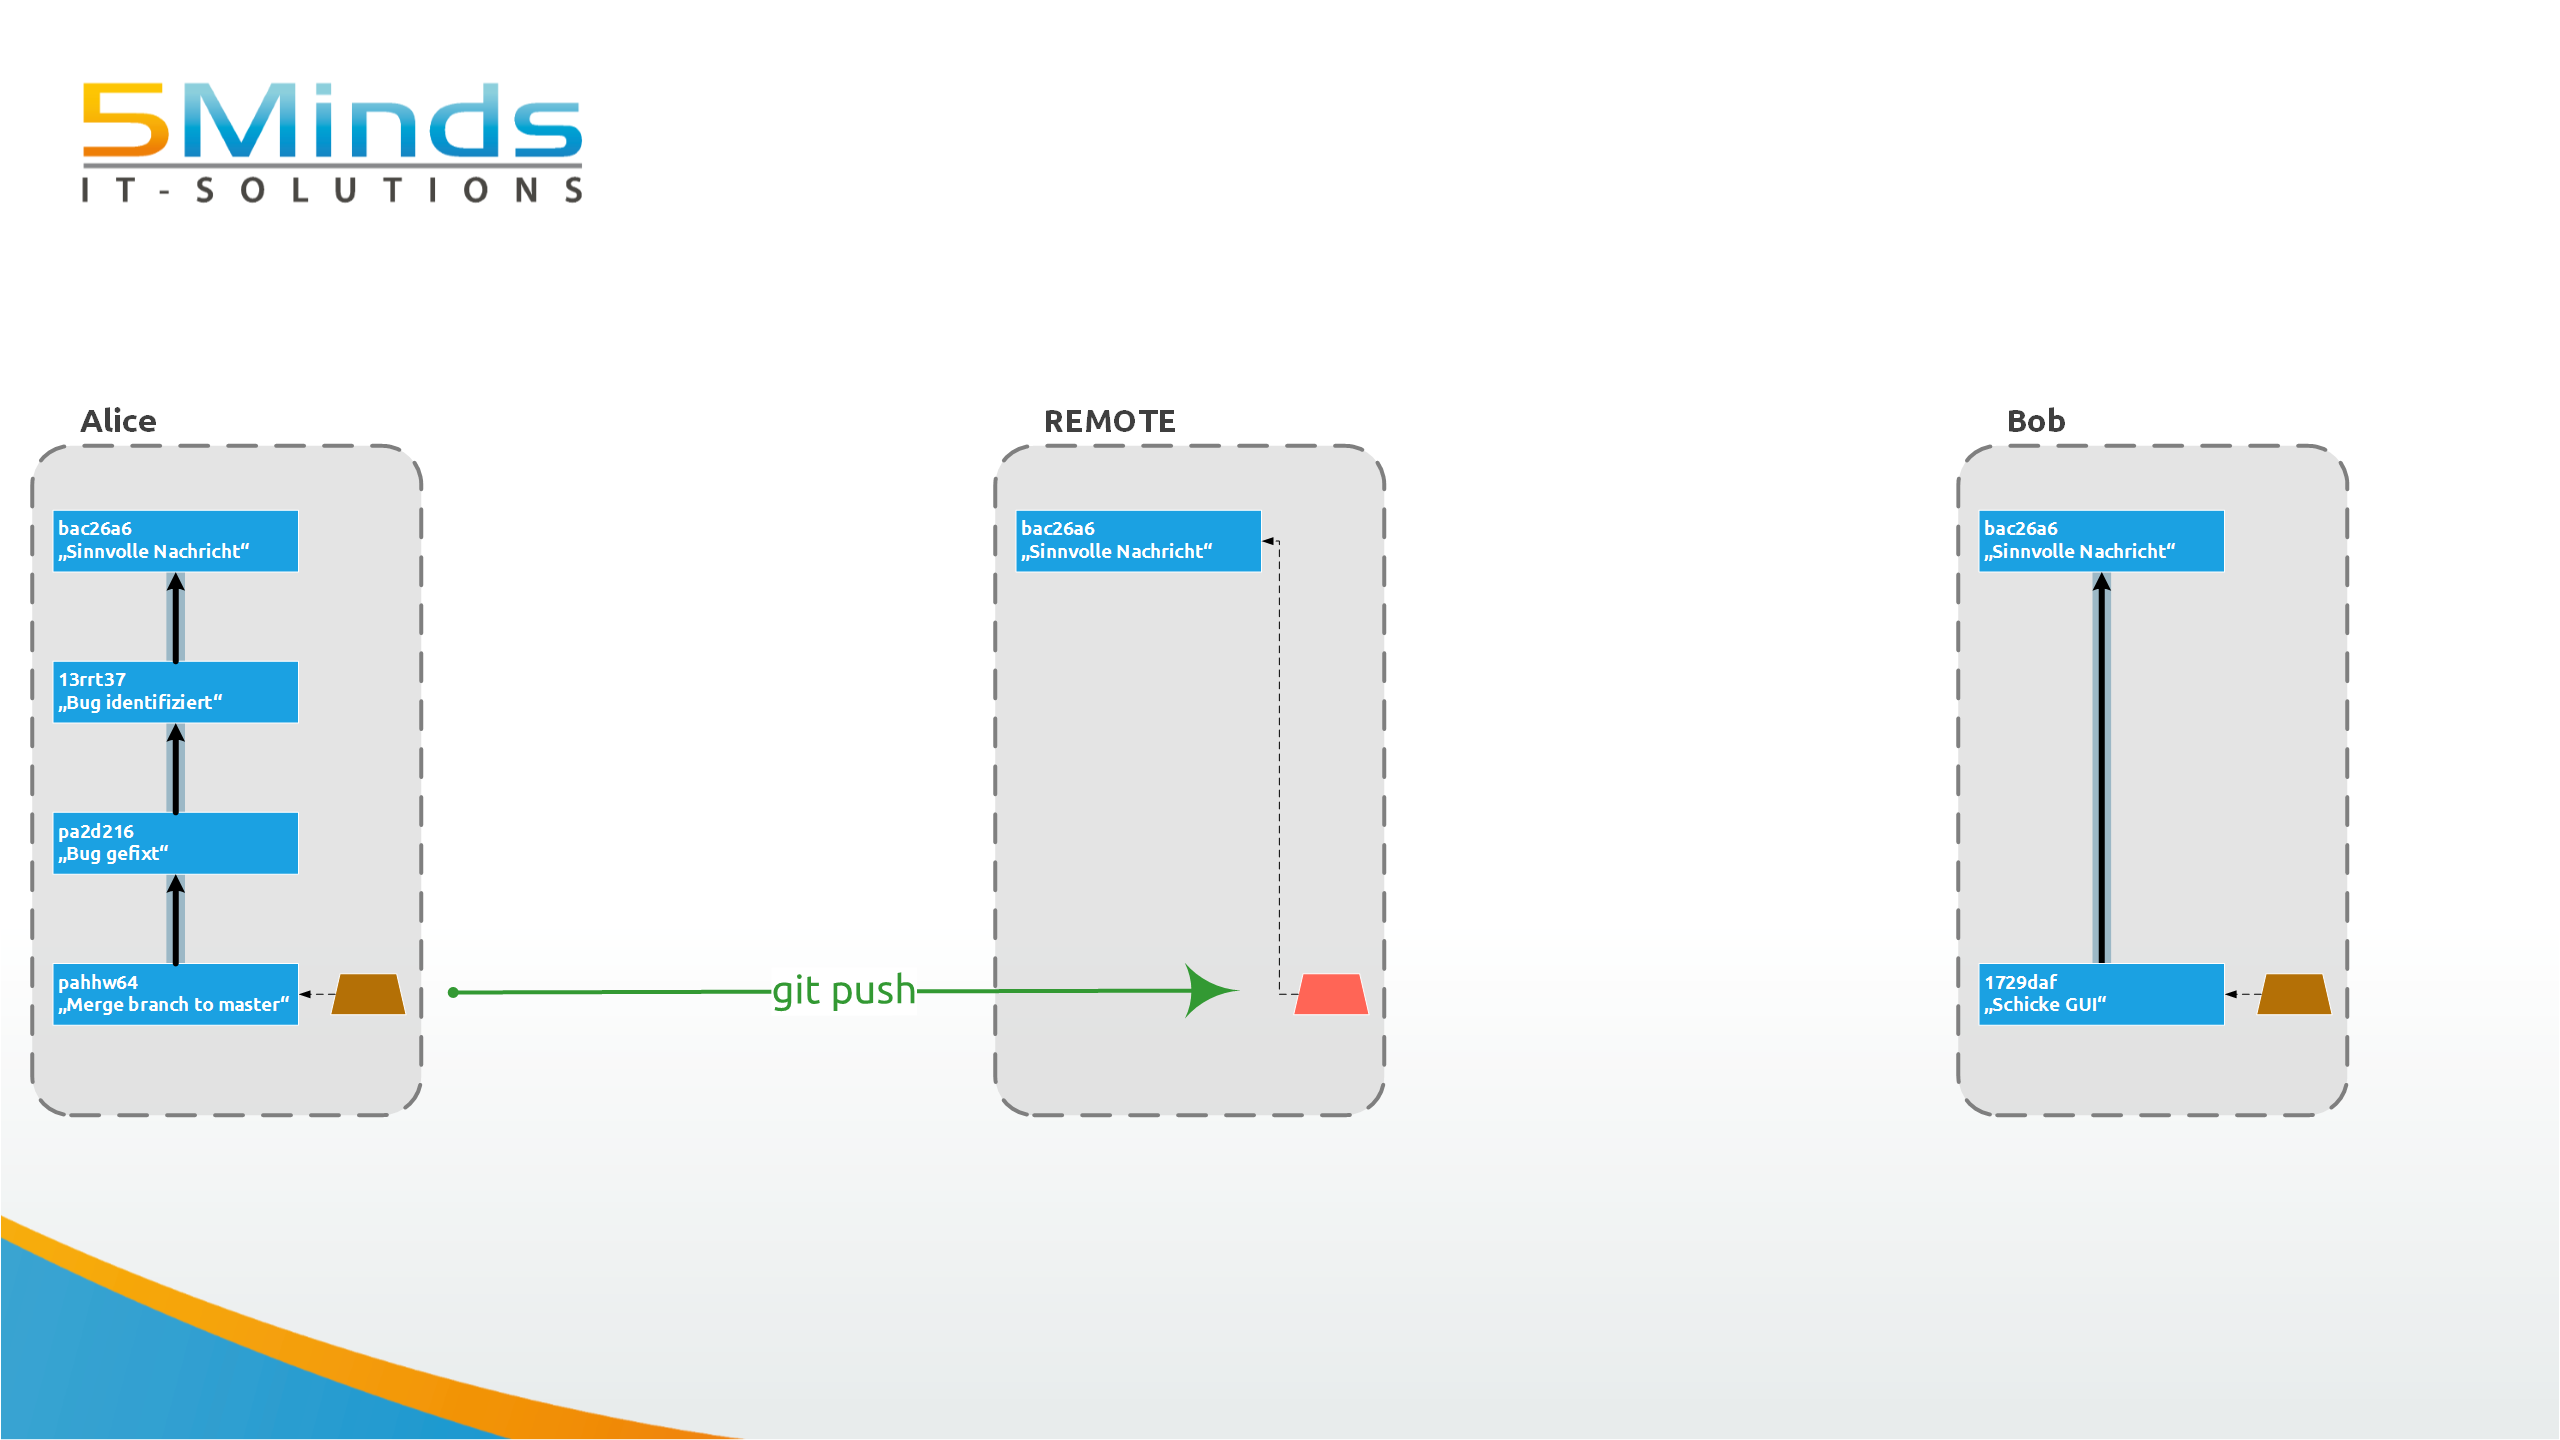 5Minds
IT-SOLUTIONS
Alice
bac26a6
„Sinnvolle Nachricht“
13rrt37
„Bug identifiziert“
pa2d216
„Bug gefixt“
pahhw64
„Merge branch to master“
git push
REMOTE
bac26a6
„Sinnvolle Nachricht“
Bob
bac26a6
„Sinnvolle Nachricht“
1729daf
„Schicke GUI“